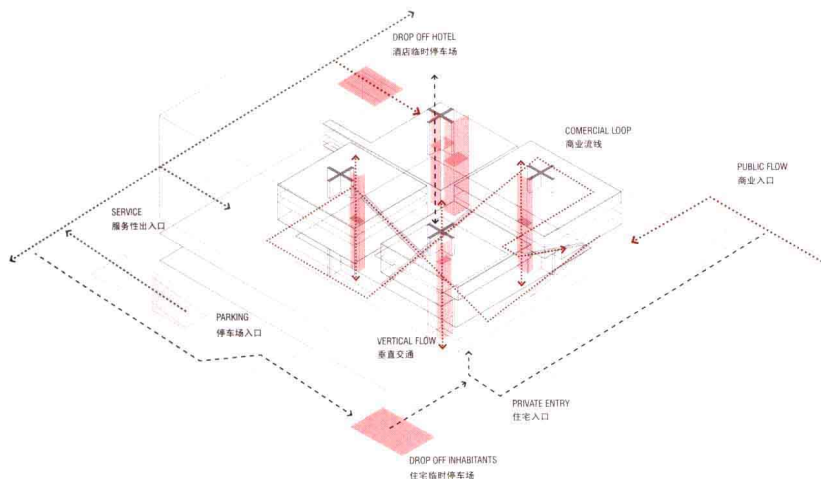 DROP OFF HOTEL
酒店临时停车场
COMERCIAL LOOP
商业流线
PUBLIC FLOW
商业入口
SERVICE
服务性出入口
PARKING
停车场入口
VERTICAL FLOW
垂直交通
PRIVATE ENTRY
住宅入口
DROP OFF INHABITANTS
住宅临时停车场